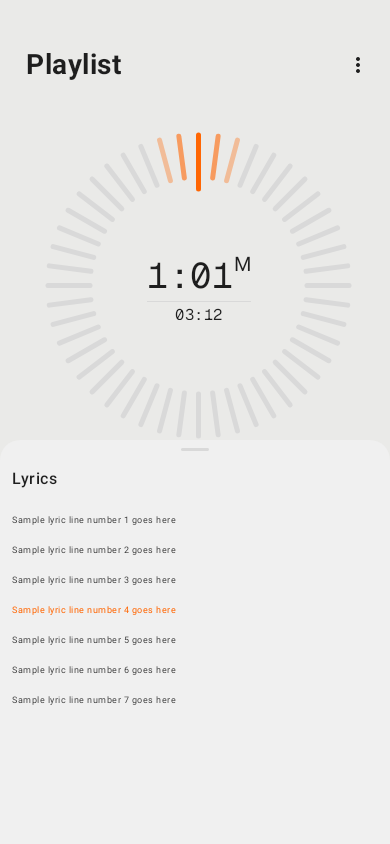 Playlist
1:01M
03:12
Lyrics
Sample lyric line number 1 goes here
Sample lyric line number 2 goes here
Sample lyric line number 3 goes here
Sample lyric line number 4 goes here
Sample lyric line number 5 goes here
Sample lyric line number 6 goes here
Sample lyric line number 7 goes here